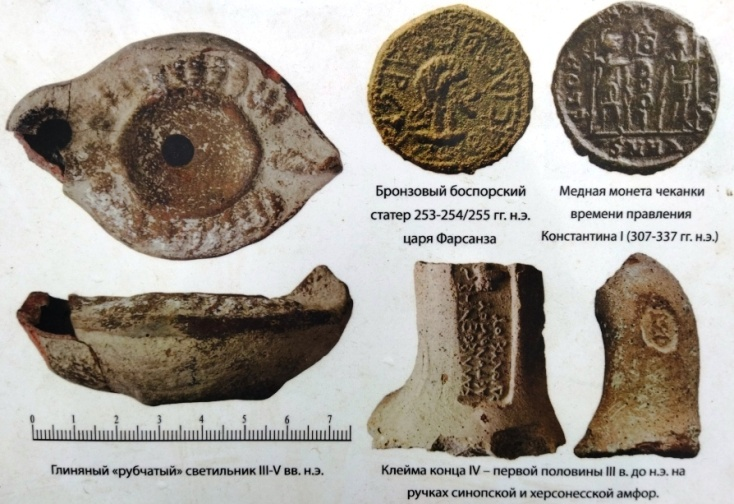 Бронзовый боспорский
статер 253-254/255 гг. н.э.
царя Фарсанза
Медная монета чеканки
времени правления
Константина I (307-337 гг. н.э.)
0 1 2 3 4 5 6 7
Глиняный «рубчатый» светильник III-V вв. н.э.
Клейма конца IV – первой половины III в. до н.э. на
ручках синопской и херсонесской амфор.